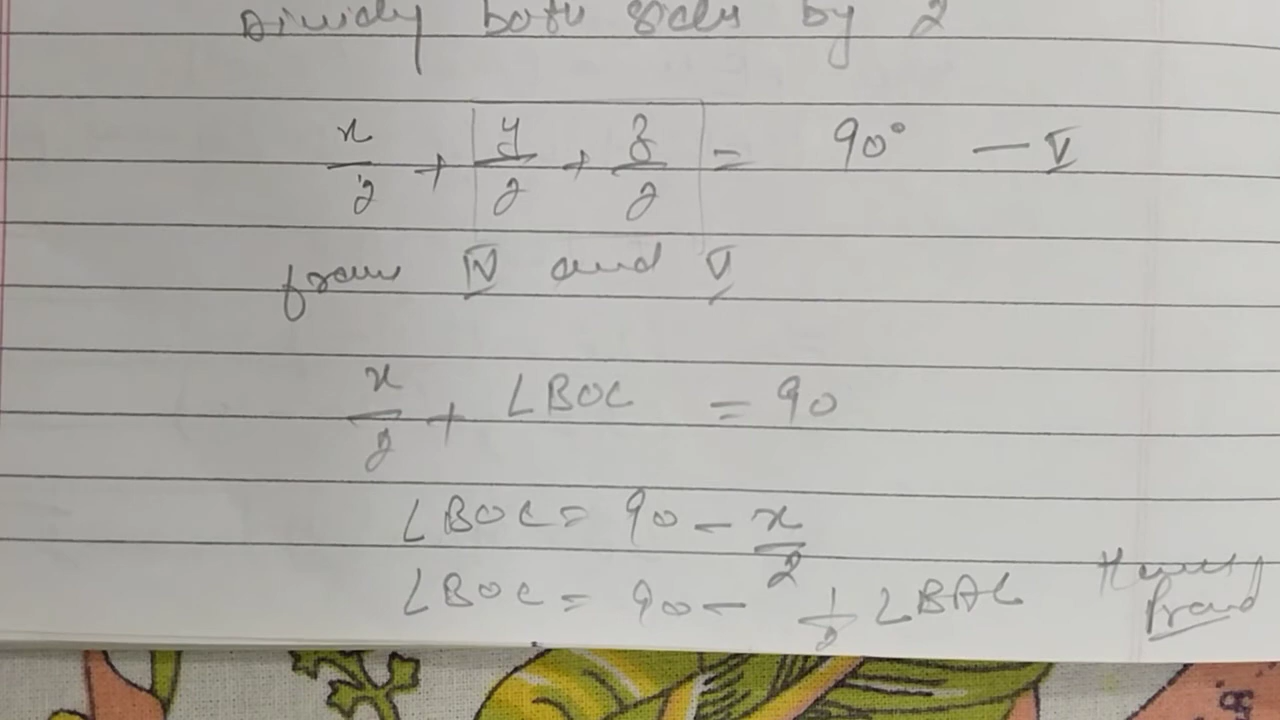 Dividy both sides by 2
x/2 + y/2 + z/2 = 90° — V
from IV and V
x/2 + ∠BOC = 90
∠BOC = 90 - x/2
∠BOC = 90 - 1/2 ∠BAC Hence Proved